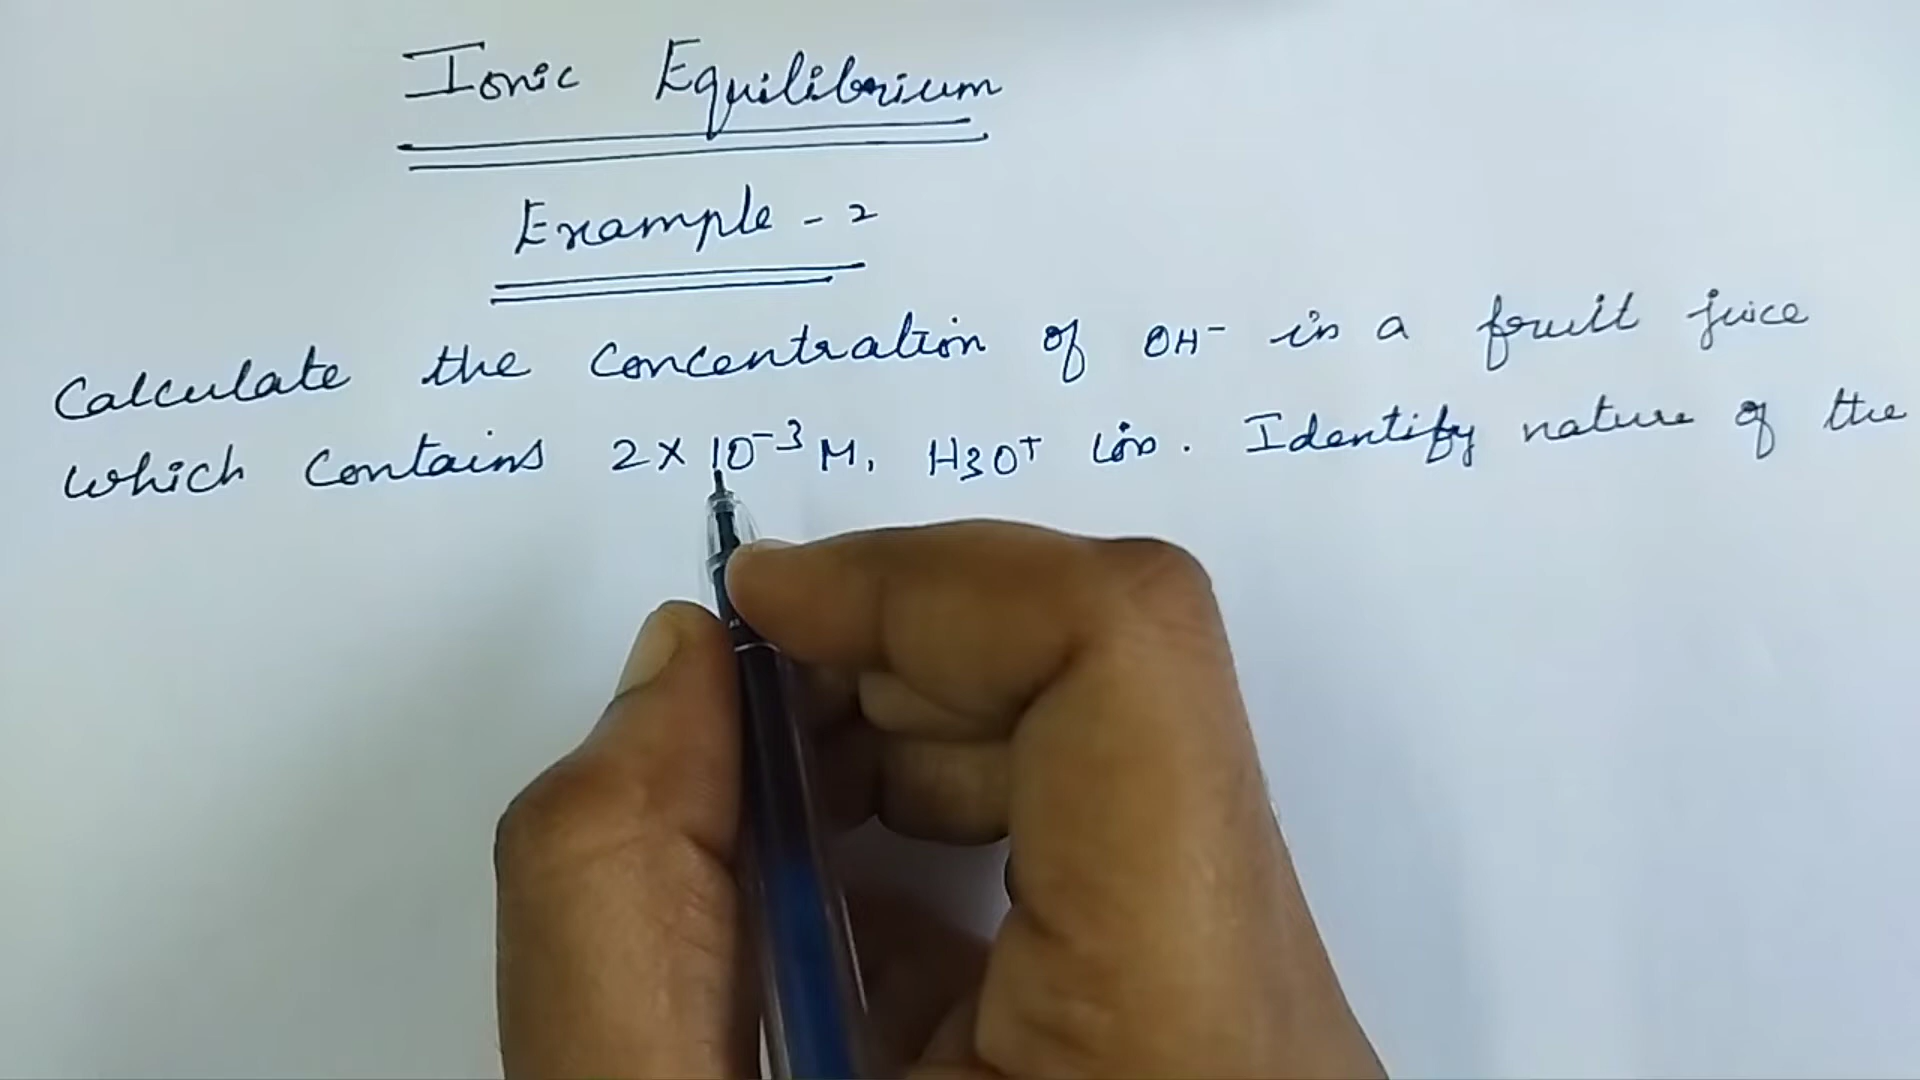 Ionic Equilibrium
Example - 2
Calculate the concentration of OH⁻ in a fruit juice
which contains 2 × 10⁻³ M, H₃O⁺ ion. Identify nature of the